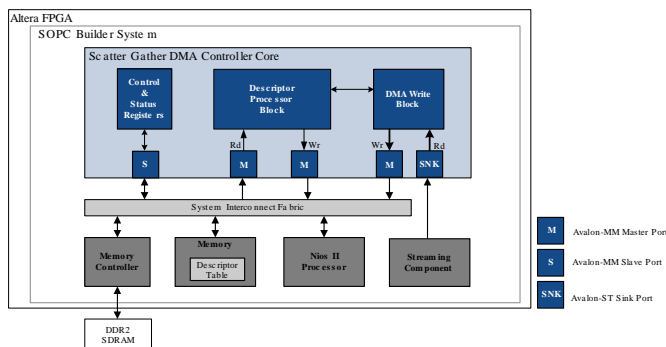 Altera FPGA
SOPC Builder System
Scatter Gather DMA Controller Core
Control
&
Status
Registers
Descriptor
Processor
Block
DMA Write
Block
Rd
Wr
Wr
Rd
S
M
M
M
SNK
System Interconnect Fabric
Memory
Controller
Memory
Descriptor
Table
Nios II
Processor
Streaming
Component
DDR2
SDRAM
M
Avalon-MM Master Port
S
Avalon-MM Slave Port
SNK
Avalon-ST Sink Port